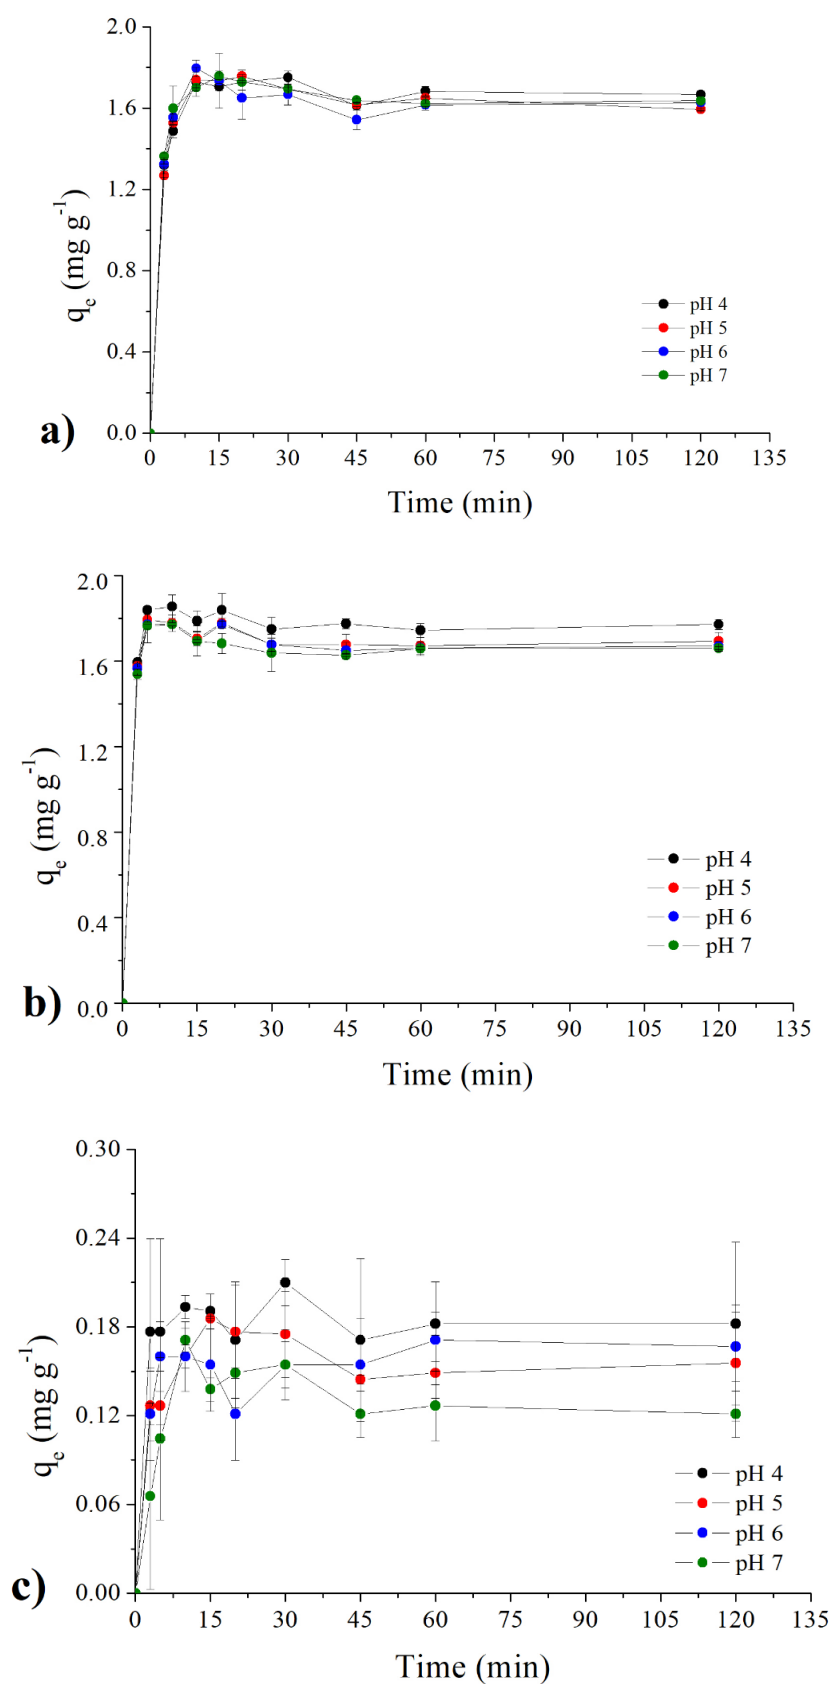 2.0
1.6
1.2
0.8
0.4
0.0
qe (mg g-1)
pH 4
pH 5
pH 6
pH 7
a)
0 15 30 45 60 75 90 105 120 135
Time (min)
2.0
1.6
1.2
0.8
0.4
0.0
qe (mg g-1)
pH 4
pH 5
pH 6
pH 7
b)
0 15 30 45 60 75 90 105 120 135
Time (min)
0.30
0.24
0.18
0.12
0.06
0.00
qe (mg g-1)
pH 4
pH 5
pH 6
pH 7
c)
0 15 30 45 60 75 90 105 120 135
Time (min)